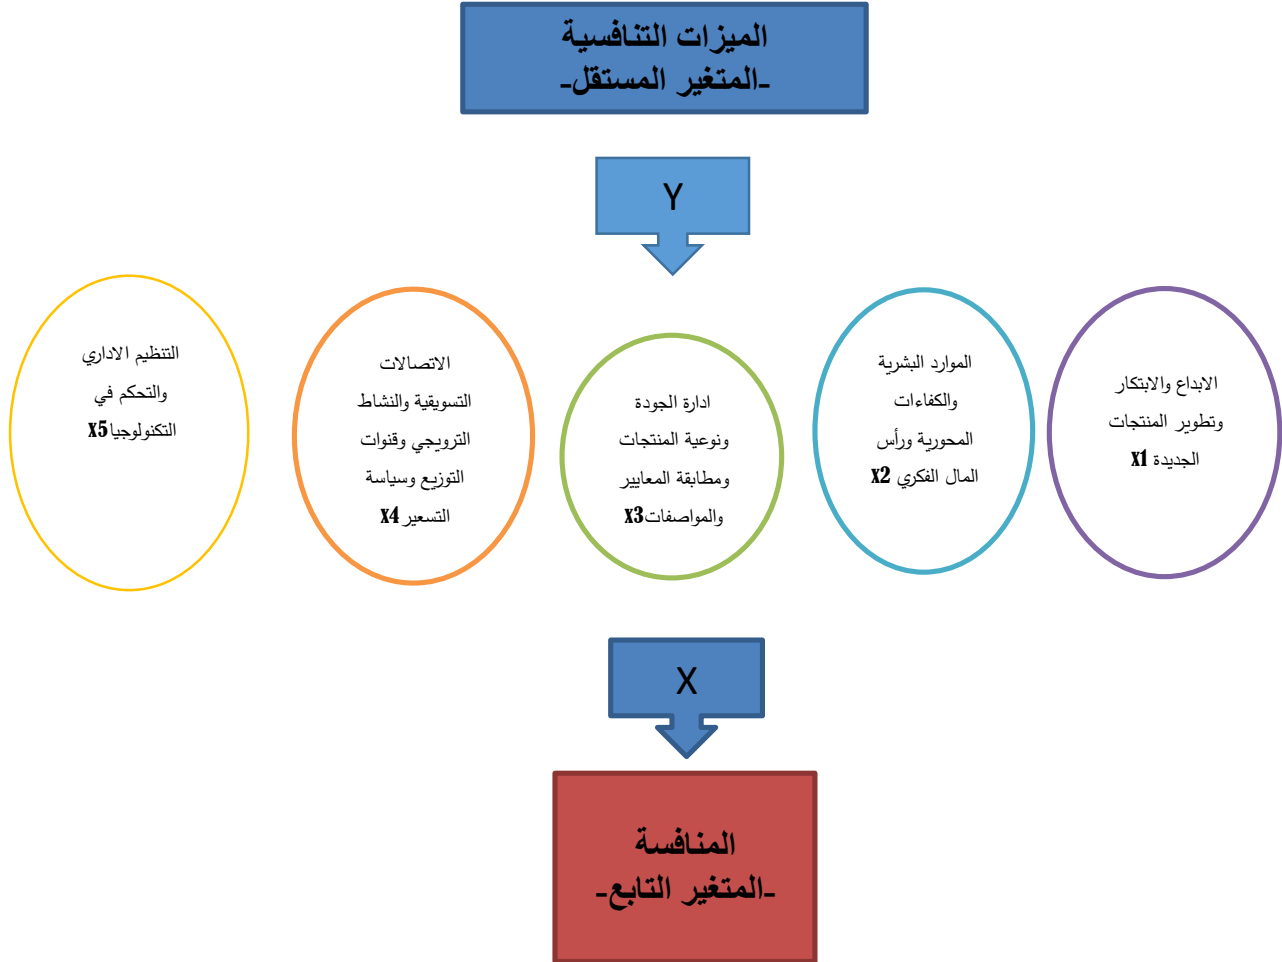 الميزات التنافسية
-المتغير المستقل-
Y
الابداع والابتكار
وتطوير المنتجات
الجديدة x1
الموارد البشرية
والكفاءات
المحورية ورأس
المال الفكري x2
ادارة الجودة
ونوعية المنتجات
ومطابقة المعايير
والمواصفات x3
الاتصالات
التسويقية والنشاط
الترويجي وقنوات
التوزيع وسياسة
التسعير x4
التنظيم الاداري
والتحكم في
التكنولوجيا x5
X
المنافسة
-المتغير التابع-